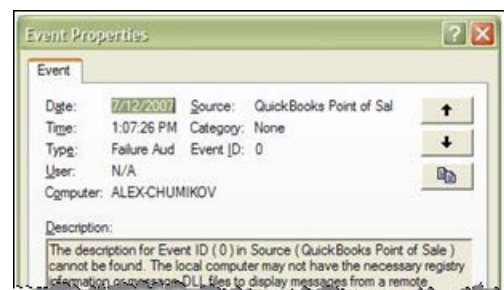 Event Properties
Event
Date: 7/12/2007 Source: QuickBooks Point of Sal
Time: 1:07:26 PM Category: None
Type: Failure Aud Event ID: 0
User: N/A
Computer: ALEX-CHUMIKOV
Description:
The description for Event ID ( 0 ) in Source ( QuickBooks Point of Sale )
cannot be found. The local computer may not have the necessary registry
information or message DLL files to display messages from a remote